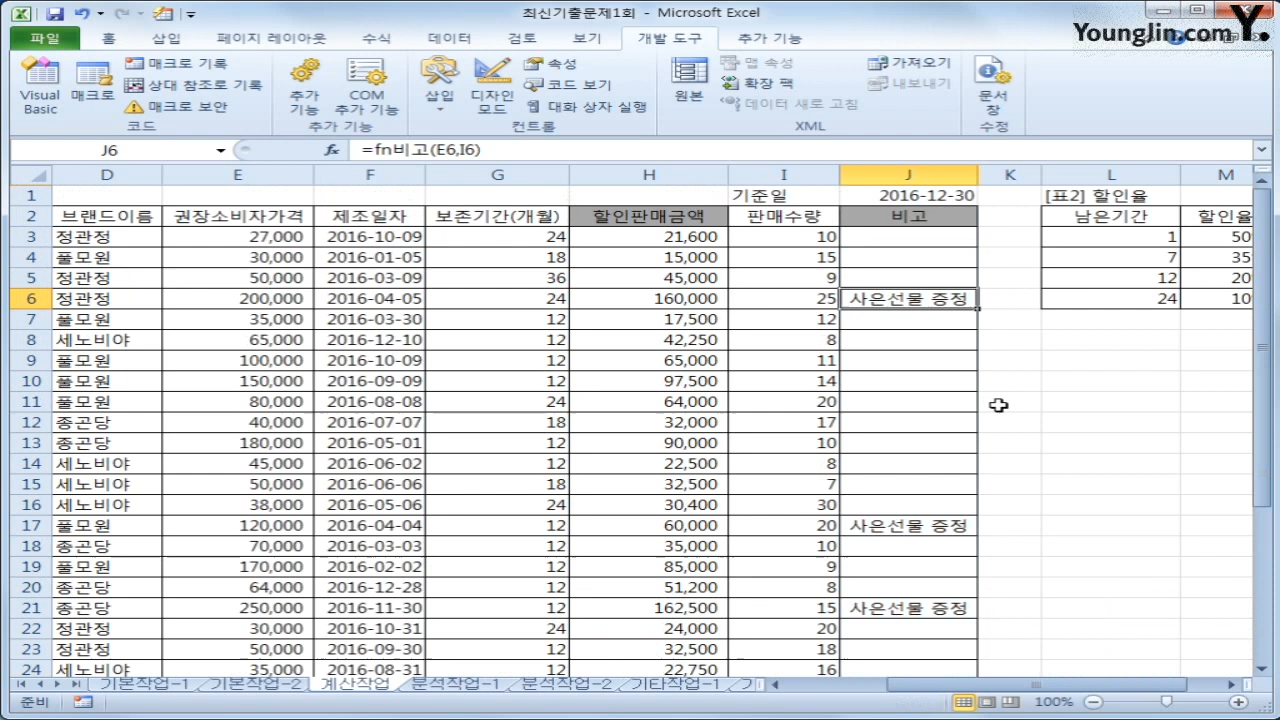 최신기출문제1회 - Microsoft Excel
YoungJin.com Y.
파일 홈 삽입 페이지 레이아웃 수식 데이터 검토 보기 개발 도구 추가 기능
Visual Basic
매크로
매크로 기록
상대 참조로 기록
매크로 보안
코드
추가 기능
COM 추가 기능
추가 기능
삽입
디자인 모드
속성
코드 보기
대화 상자 실행
컨트롤
원본
맵 속성
확장 팩
데이터 새로 고침
가져오기
내보내기
XML
문서 창
수정
J6 fx =fn비고(E6,I6)
D E F G H I J K L M
1 기준일 2016-12-30 [표2] 할인율
2 브랜드이름 권장소비자가격 제조일자 보존기간(개월) 할인판매금액 판매수량 비고 남은기간 할인율
3 정관정 27,000 2016-10-09 24 21,600 10 1 50
4 풀모원 30,000 2016-01-05 18 15,000 15 7 35
5 정관정 50,000 2016-03-09 36 45,000 9 12 20
6 정관정 200,000 2016-04-05 24 160,000 25 사은선물 증정 24 10
7 풀모원 35,000 2016-03-30 12 17,500 12
8 세노비야 65,000 2016-12-10 12 42,250 8
9 풀모원 100,000 2016-10-09 12 65,000 11
10 풀모원 150,000 2016-09-09 12 97,500 14
11 풀모원 80,000 2016-08-08 24 64,000 20
12 종곤당 40,000 2016-07-07 18 32,000 17
13 종곤당 180,000 2016-05-01 12 90,000 10
14 세노비야 45,000 2016-06-02 12 22,500 8
15 세노비야 50,000 2016-06-06 18 32,500 7
16 세노비야 38,000 2016-05-06 24 30,400 30
17 풀모원 120,000 2016-04-04 12 60,000 20 사은선물 증정
18 종곤당 70,000 2016-03-03 12 35,000 10
19 풀모원 170,000 2016-02-02 12 85,000 9
20 종곤당 64,000 2016-12-28 12 51,200 8
21 종곤당 250,000 2016-11-30 12 162,500 15 사은선물 증정
22 정관정 30,000 2016-10-31 24 24,000 20
23 정관정 50,000 2016-09-30 12 32,500 18
24 세노비야 35,000 2016-08-31 12 22,750 16
기본작업-1 기본작업-2 계산작업 분석작업-1 분석작업-2 기타작업-1
준비 100%